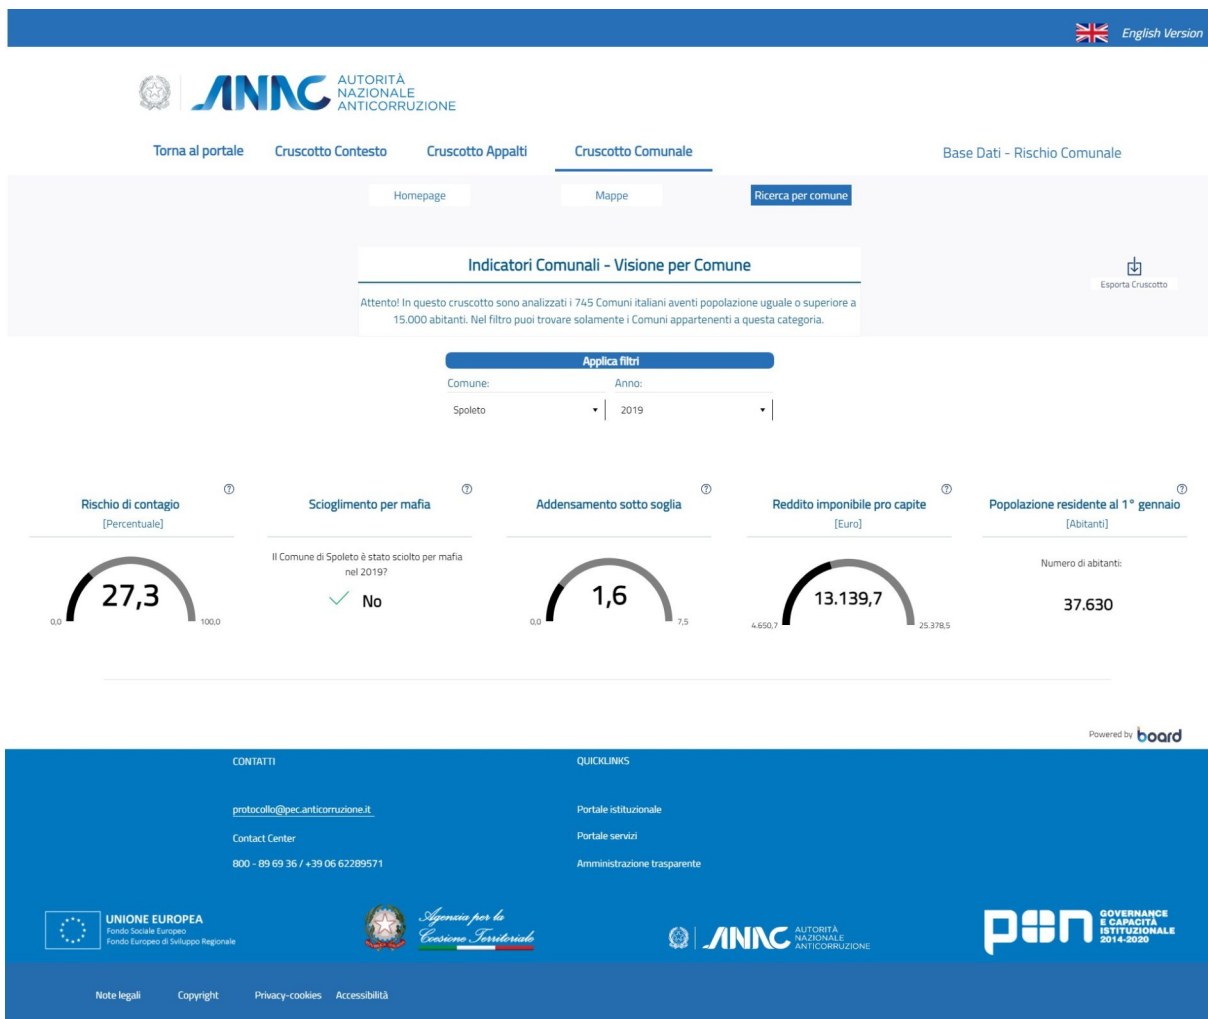 English Version
ANAC AUTORITÀ
NAZIONALE
ANTICORRUZIONE
Torna al portale Cruscotto Contesto Cruscotto Appalti Cruscotto Comunale Base Dati - Rischio Comunale
Homepage Mappe Ricerca per comune
Indicatori Comunali - Visione per Comune
Esporta Cruscotto
Attento! In questo cruscotto sono analizzati i 745 Comuni italiani aventi popolazione uguale o superiore a
15.000 abitanti. Nel filtro puoi trovare solamente i Comuni appartenenti a questa categoria.
Applica filtri
Comune: Anno:
Spoleto 2019
Rischio di contagio
[Percentuale]
27,3
0,0 100,0
Scioglimento per mafia
Il Comune di Spoleto è stato sciolto per mafia
nel 2019?
No
Addensamento sotto soglia
1,6
0,0 7,5
Reddito imponibile pro capite
[Euro]
13.139,7
4.650,7 25.378,5
Popolazione residente al 1° gennaio
[Abitanti]
Numero di abitanti:
37.630
Powered by board
CONTATTI
protocollo@pec.anticorruzione.it
Contact Center
800 - 89 69 36 / +39 06 62289571
QUICKLINKS
Portale istituzionale
Portale servizi
Amministrazione trasparente
UNIONE EUROPEA
Fondo Sociale Europeo
Fondo Europeo di Sviluppo Regionale
Agenzia per la
Coesione Territoriale
ANAC AUTORITÀ
NAZIONALE
ANTICORRUZIONE
pon GOVERNANCE
E CAPACITÀ
ISTITUZIONALE
2014-2020
Note legali Copyright Privacy-cookies Accessibilità